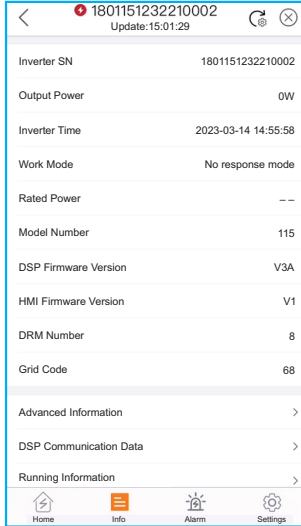 1801151232210002
Update:15:01:29
Inverter SN 1801151232210002
Output Power 0W
Inverter Time 2023-03-14 14:55:58
Work Mode No response mode
Rated Power – –
Model Number 115
DSP Firmware Version V3A
HMI Firmware Version V1
DRM Number 8
Grid Code 68
Advanced Information
DSP Communication Data
Running Information
Home Info Alarm Settings